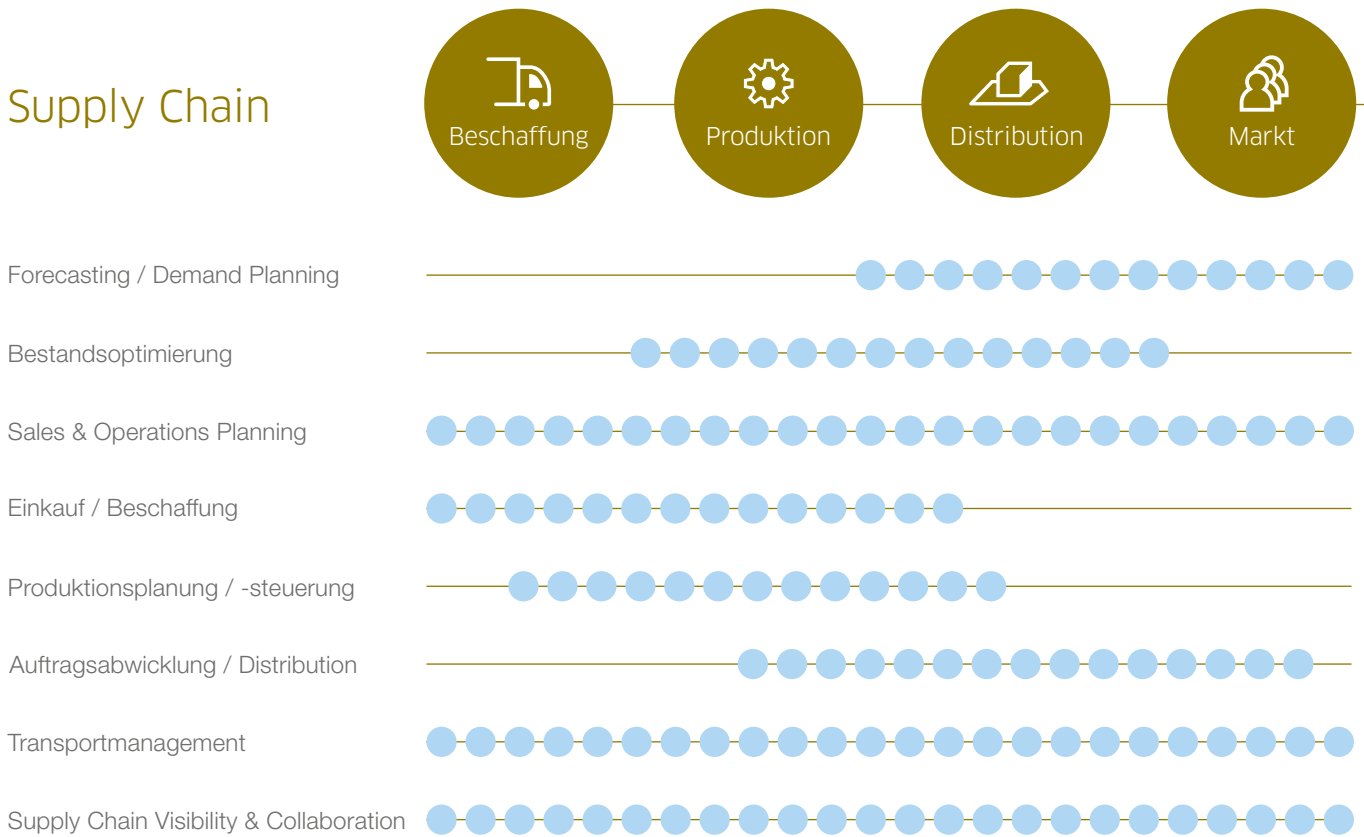 Supply Chain
Beschaffung
Produktion
Distribution
Markt
Forecasting / Demand Planning
Bestandsoptimierung
Sales & Operations Planning
Einkauf / Beschaffung
Produktionsplanung / -steuerung
Auftragsabwicklung / Distribution
Transportmanagement
Supply Chain Visibility & Collaboration